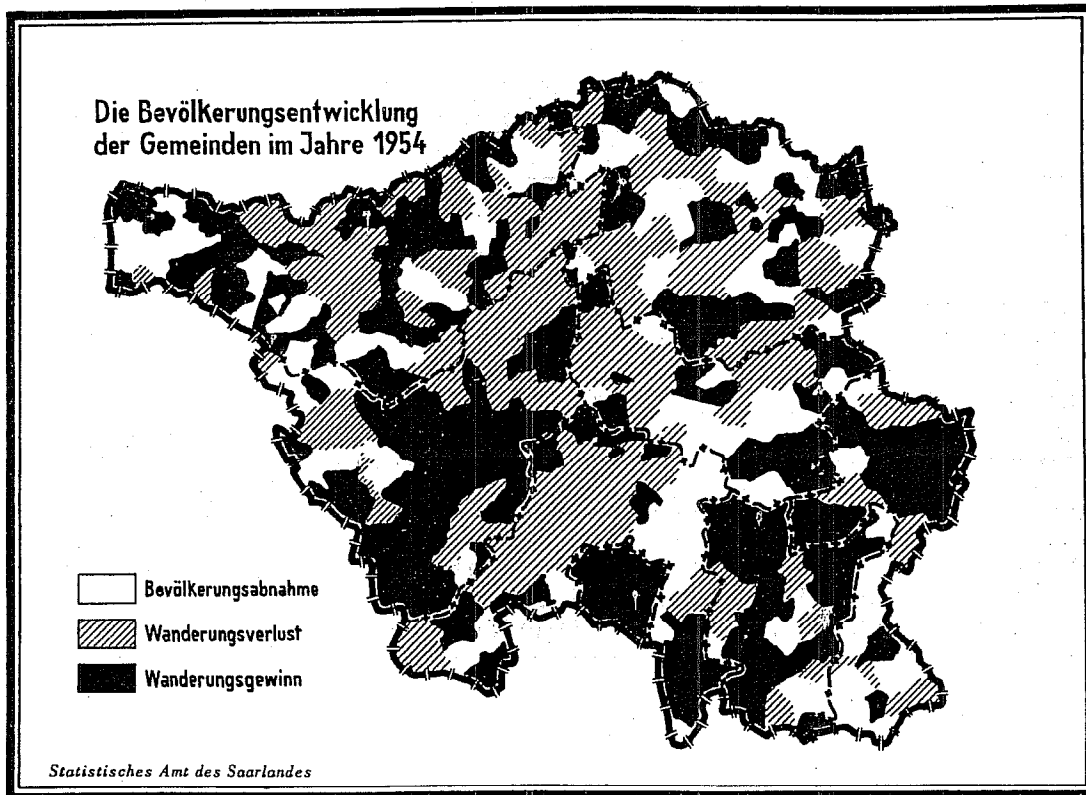 Die Bevölkerungsentwicklung
der Gemeinden im Jahre 1954
Bevölkerungsabnahme
Wanderungsverlust
Wanderungsgewinn
Statistisches Amt des Saarlandes